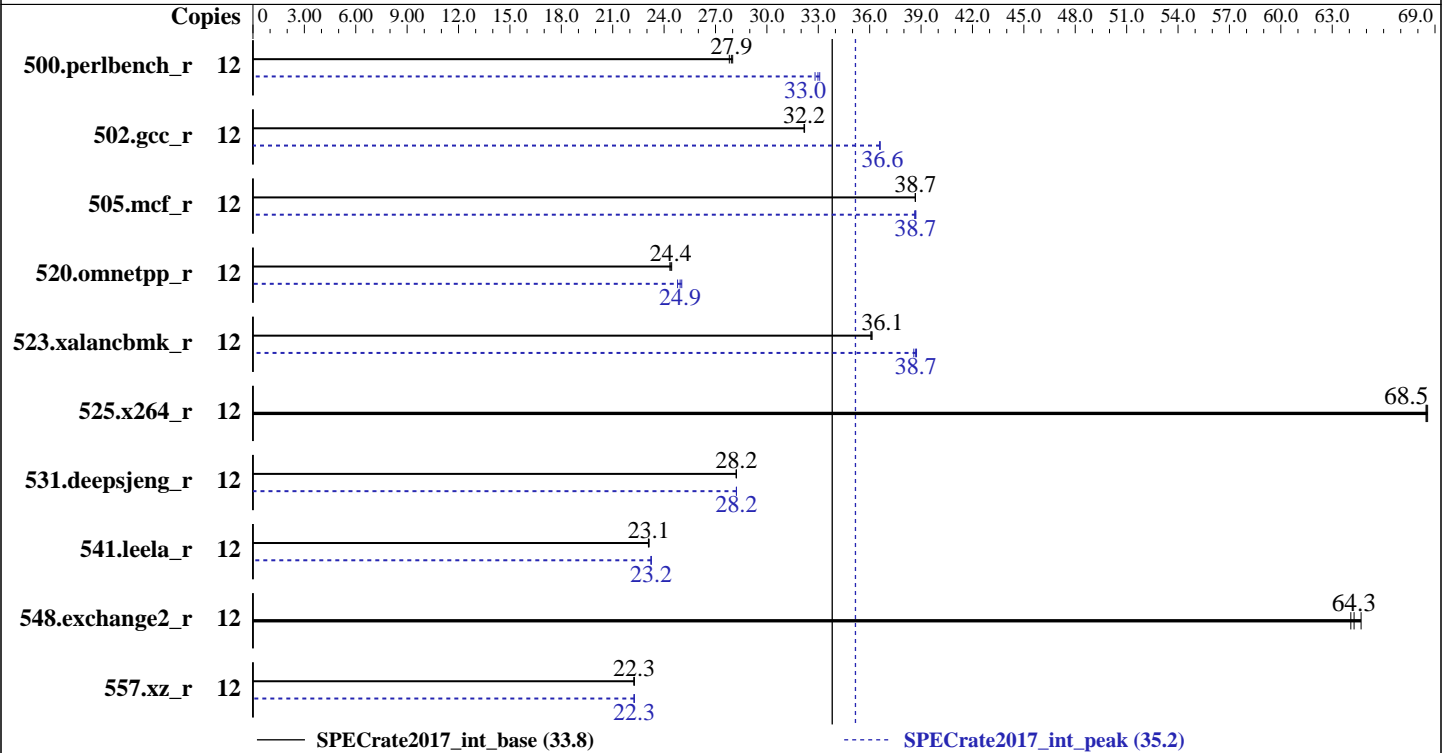 Copies 0 3.00 6.00 9.00 12.0 15.0 18.0 21.0 24.0 27.0 30.0 33.0 36.0 39.0 42.0 45.0 48.0 51.0 54.0 57.0 60.0 63.0 69.0
27.9
500.perlbench_r 12
33.0
32.2
502.gcc_r 12
36.6
38.7
505.mcf_r 12
38.7
24.4
520.omnetpp_r 12
24.9
36.1
523.xalancbmk_r 12
38.7
68.5
525.x264_r 12
28.2
531.deepsjeng_r 12
28.2
23.1
541.leela_r 12
23.2
64.3
548.exchange2_r 12
22.3
557.xz_r 12
22.3
SPECrate2017_int_base (33.8) SPECrate2017_int_peak (35.2)